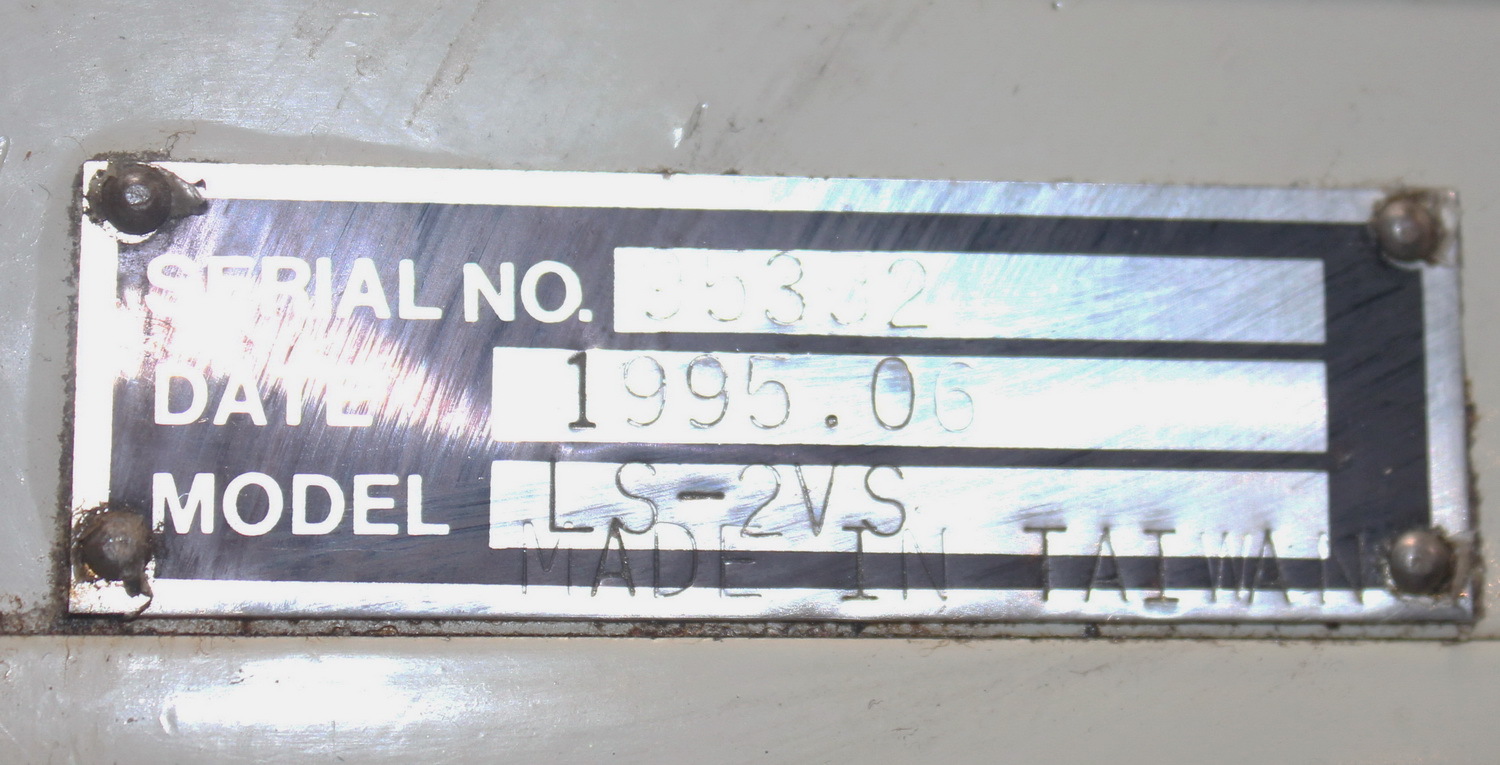 SERIAL NO.
DATE 1995.06
MODEL LS-2VS
MADE IN TAIWAN